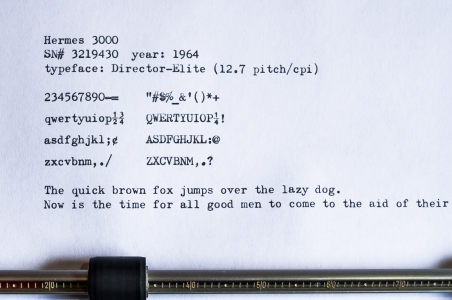 Hermes 3000
SN# 3219430 year: 1964
typeface: Director-Elite (12.7 pitch/cpi)
234567890-= "#$%_&'()*+
qwertyuiop½¾ QWERTYUIOP¼!
asdfghjkl;¢ ASDFGHJKL:@
zxcvbnm,./ ZXCVBNM,.?
The quick brown fox jumps over the lazy dog.
Now is the time for all good men to come to the aid of their